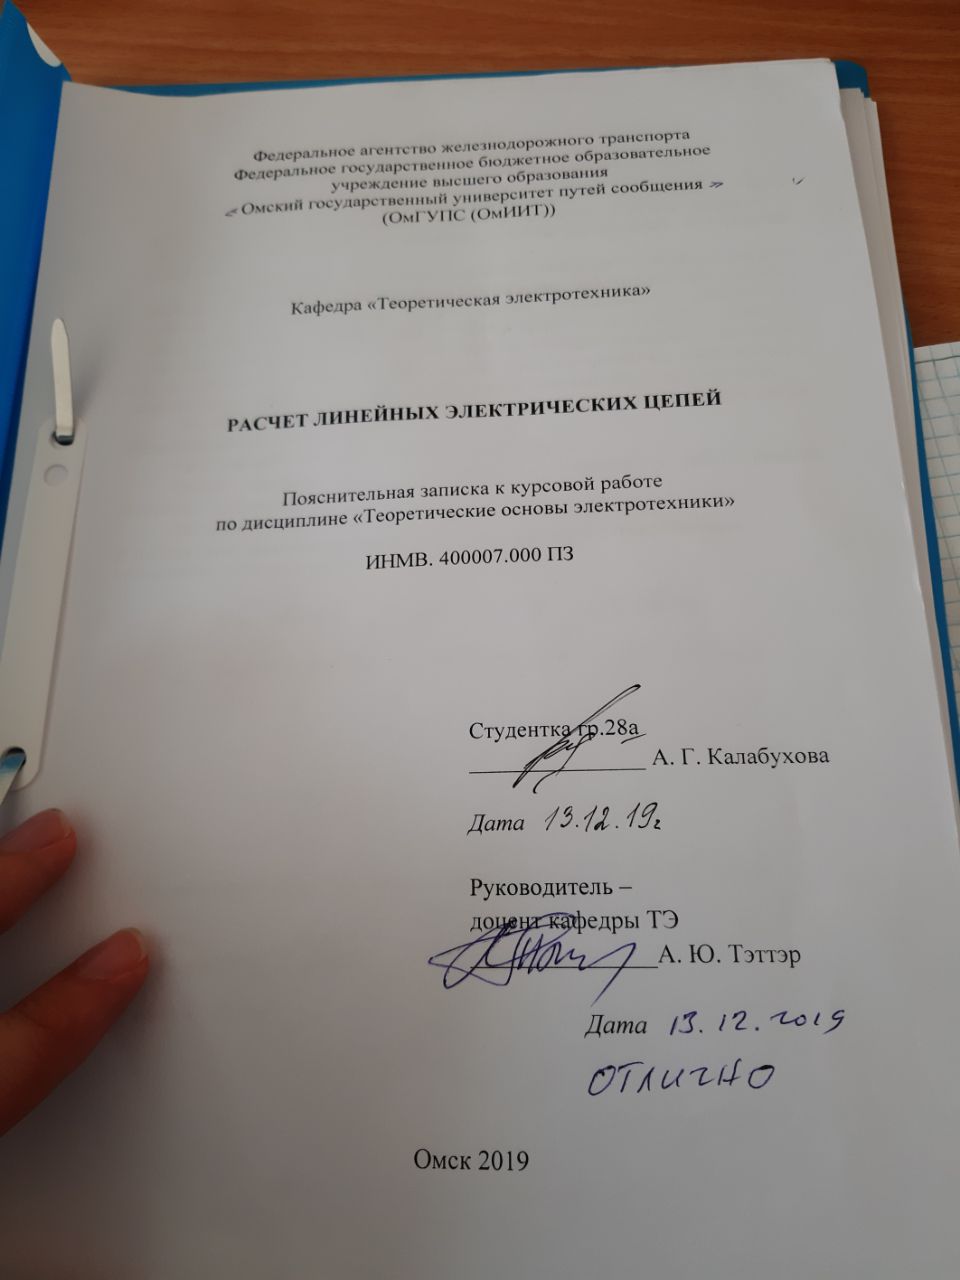 Федеральное агентство железнодорожного транспорта
Федеральное государственное бюджетное образовательное
учреждение высшего образования
« Омский государственный университет путей сообщения »
(ОмГУПС (ОмИИТ))
Кафедра «Теоретическая электротехника»
РАСЧЕТ ЛИНЕЙНЫХ ЭЛЕКТРИЧЕСКИХ ЦЕПЕЙ
Пояснительная записка к курсовой работе
по дисциплине «Теоретические основы электротехники»
ИНМВ. 400007.000 ПЗ
Студентка гр.28а
А. Г. Калабухова
Дата 13.12.19г
Руководитель –
доцент кафедры ТЭ
А. Ю. Тэттэр
Дата 13.12.2019
ОТЛИЧНО
Омск 2019